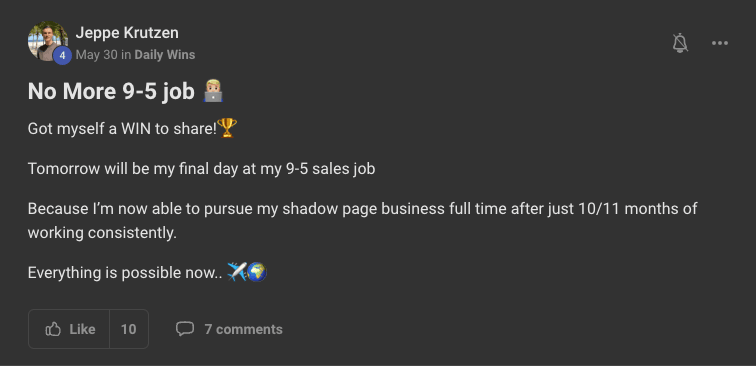 Jeppe Krutzen
4
May 30 in Daily Wins
No More 9-5 job 👨🏼‍💻
Got myself a WIN to share!🏆
Tomorrow will be my final day at my 9-5 sales job
Because I’m now able to pursue my shadow page business full time after just 10/11 months of
working consistently.
Everything is possible now.. ✈️🌍
Like 10 7 comments